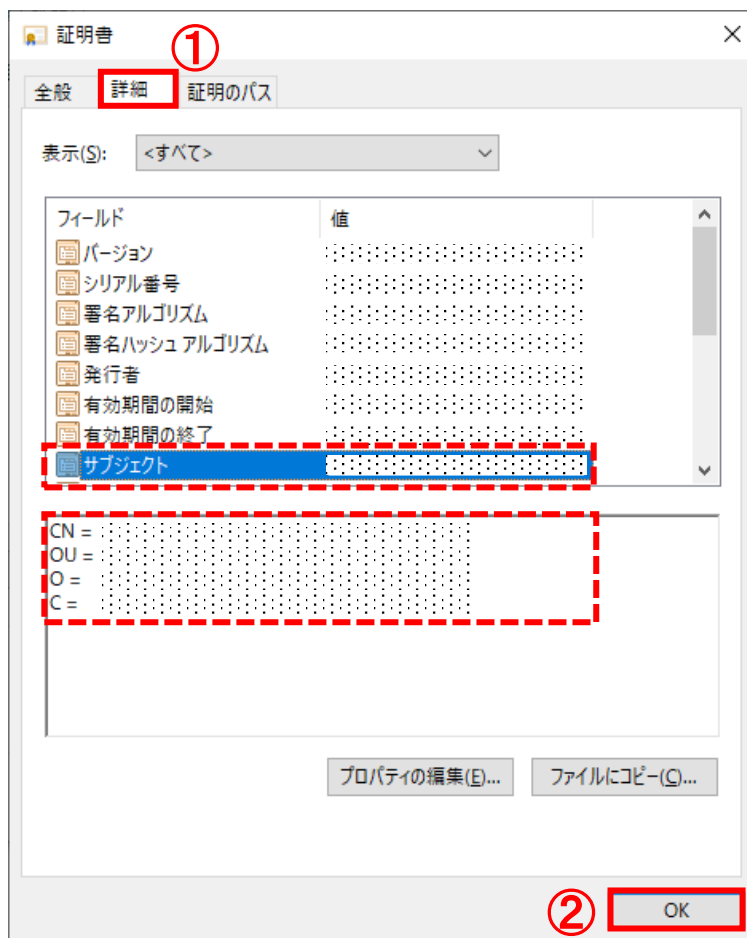 証明書
①
全般 詳細 証明のパス
表示(S): <すべて>
フィールド 値
バージョン
シリアル番号
署名アルゴリズム
署名ハッシュ アルゴリズム
発行者
有効期間の開始
有効期間の終了
サブジェクト
CN =
OU =
O =
C =
プロパティの編集(E)... ファイルにコピー(C)...
② OK